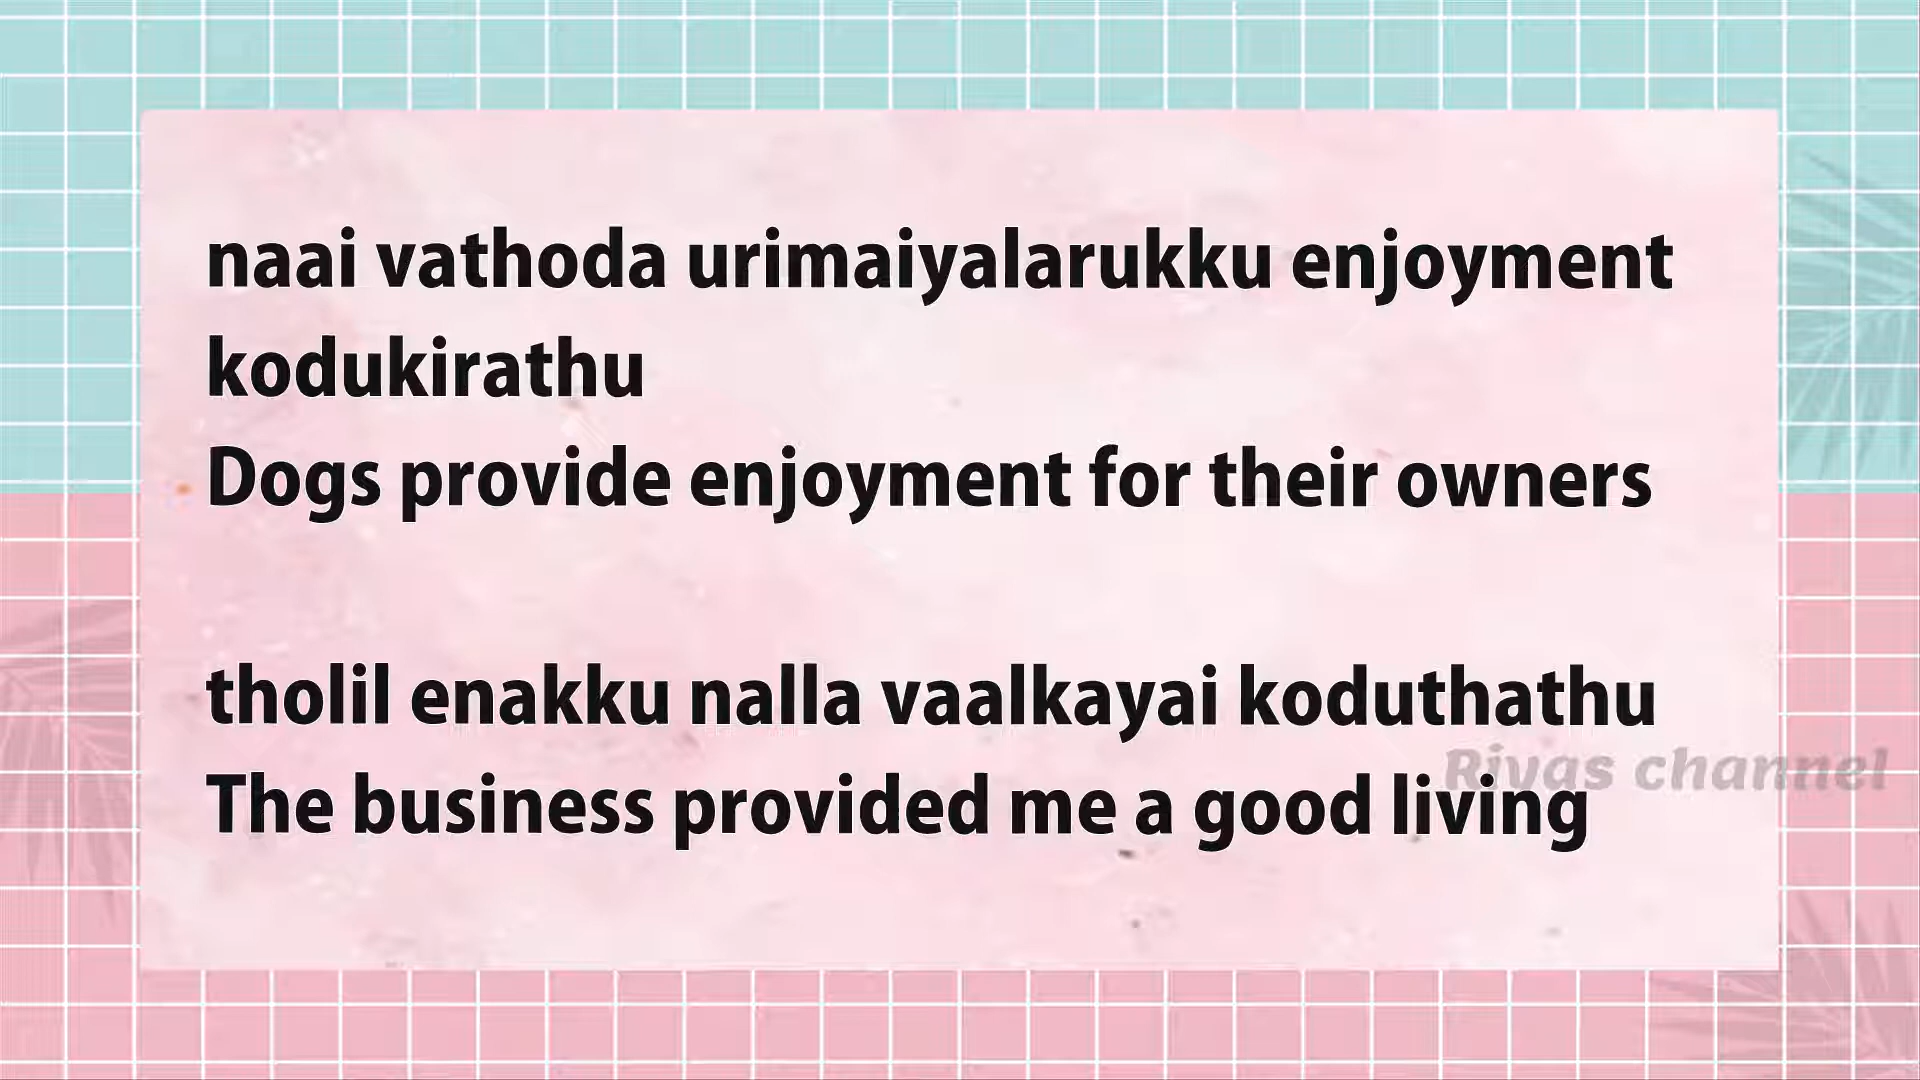 naai vathoda urimaiyalarukku enjoyment
kodukirathu
Dogs provide enjoyment for their owners
tholil enakku nalla vaalkayai koduthathu
Rivas channel
The business provided me a good living